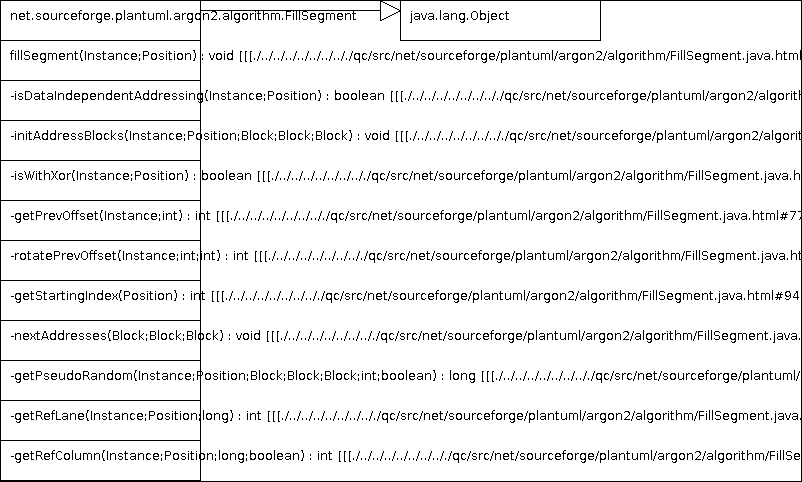 net.sourceforge.plantuml.argon2.algorithm.FillSegment
java.lang.Object
fillSegment(Instance;Position) : void [[[./../../../../../../../../qc/src/net/sourceforge/plantuml/argon2/algorithm/FillSegment.java.html
-isDataIndependentAddressing(Instance;Position) : boolean [[[./../../../../../../../../qc/src/net/sourceforge/plantuml/argon2/algorith
-initAddressBlocks(Instance;Position;Block;Block;Block) : void [[[./../../../../../../../../qc/src/net/sourceforge/plantuml/argon2/algorit
-isWithXor(Instance;Position) : boolean [[[./../../../../../../../../qc/src/net/sourceforge/plantuml/argon2/algorithm/FillSegment.java.h
-getPrevOffset(Instance;int) : int [[[./../../../../../../../../qc/src/net/sourceforge/plantuml/argon2/algorithm/FillSegment.java.html#77
-rotatePrevOffset(Instance;int;int) : int [[[./../../../../../../../../qc/src/net/sourceforge/plantuml/argon2/algorithm/FillSegment.java.ht
-getStartingIndex(Position) : int [[[./../../../../../../../../qc/src/net/sourceforge/plantuml/argon2/algorithm/FillSegment.java.html#94
-nextAddresses(Block;Block;Block) : void [[[./../../../../../../../../qc/src/net/sourceforge/plantuml/argon2/algorithm/FillSegment.java.
-getPseudoRandom(Instance;Position;Block;Block;Block;int;boolean) : long [[[./../../../../../../../../qc/src/net/sourceforge/plantuml/
-getRefLane(Instance;Position;long) : int [[[./../../../../../../../../qc/src/net/sourceforge/plantuml/argon2/algorithm/FillSegment.java.
-getRefColumn(Instance;Position;long;boolean) : int [[[./../../../../../../../../qc/src/net/sourceforge/plantuml/argon2/algorithm/FillSe